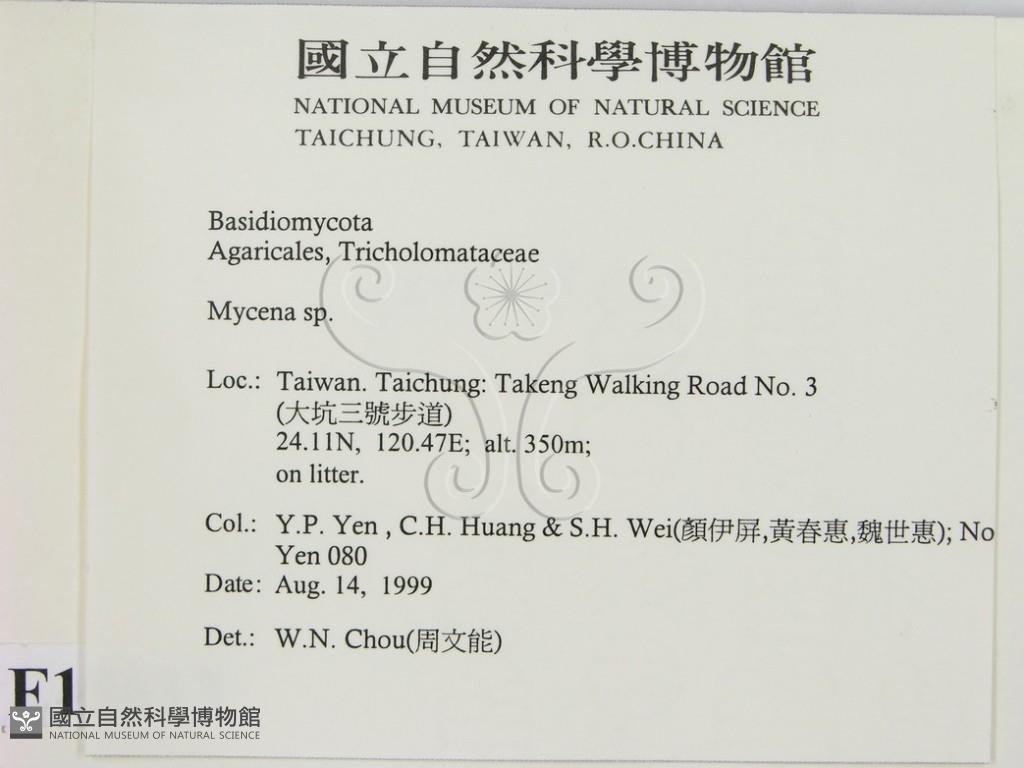 國立自然科學博物館
NATIONAL MUSEUM OF NATURAL SCIENCE
TAICHUNG, TAIWAN, R.O.CHINA
Basidiomycota
Agaricales, Tricholomataceae
Mycena sp.
Loc.: Taiwan. Taichung: Takeng Walking Road No. 3
(大坑三號步道)
24.11N, 120.47E; alt. 350m;
on litter.
Col.: Y.P. Yen , C.H. Huang & S.H. Wei(顏伊屏,黃春惠,魏世惠); No
Yen 080
Date: Aug. 14, 1999
Det.: W.N. Chou(周文能)
F1
國立自然科學博物館
NATIONAL MUSEUM OF NATURAL SCIENCE